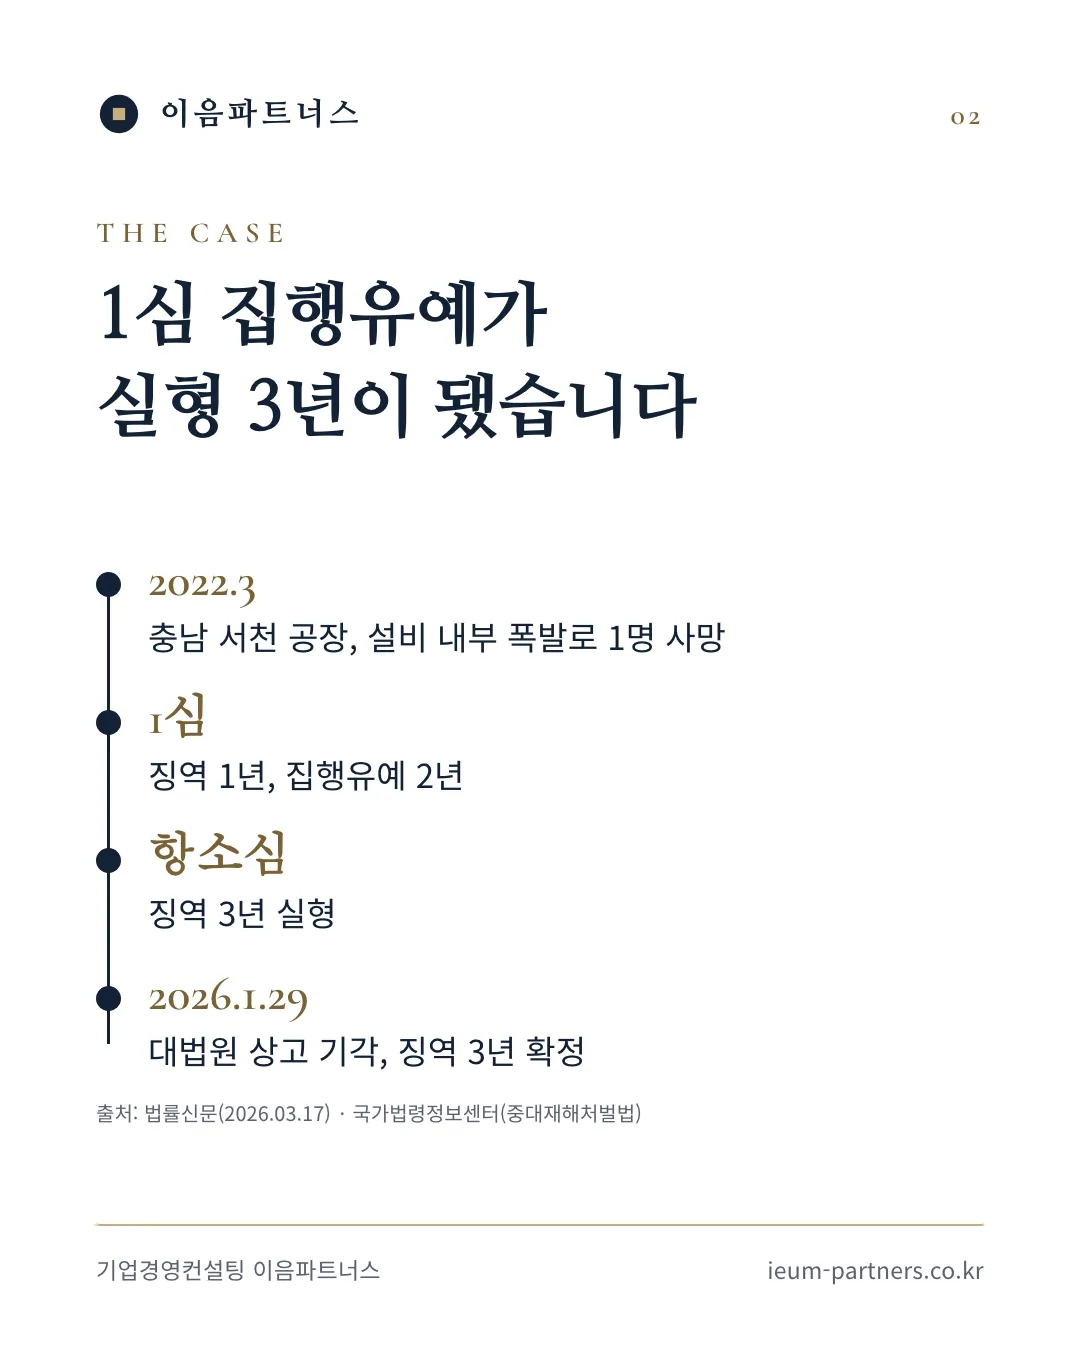 이음파트너스
02
THE CASE
1심 집행유예가
실형 3년이 됐습니다
2022.3
충남 서천 공장, 설비 내부 폭발로 1명 사망
1심
징역 1년, 집행유예 2년
항소심
징역 3년 실형
2026.1.29
대법원 상고 기각, 징역 3년 확정
출처: 법률신문(2026.03.17) · 국가법령정보센터(중대재해처벌법)
기업경영컨설팅 이음파트너스
ieum-partners.co.kr